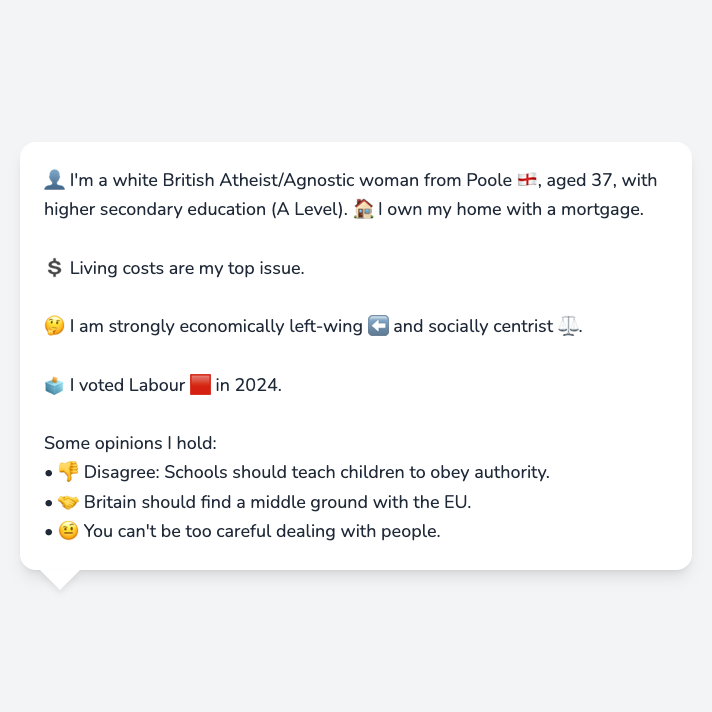 👤 I'm a white British Atheist/Agnostic woman from Poole 🏴󠁧󠁢󠁥󠁮󠁧󠁿, aged 37, with
higher secondary education (A Level). 🏠 I own my home with a mortgage.
💲 Living costs are my top issue.
🤔 I am strongly economically left-wing ⬅️ and socially centrist ⚖️.
🗳️ I voted Labour 🟥 in 2024.
Some opinions I hold:
• 👎 Disagree: Schools should teach children to obey authority.
• 🤝 Britain should find a middle ground with the EU.
• 🤨 You can't be too careful dealing with people.